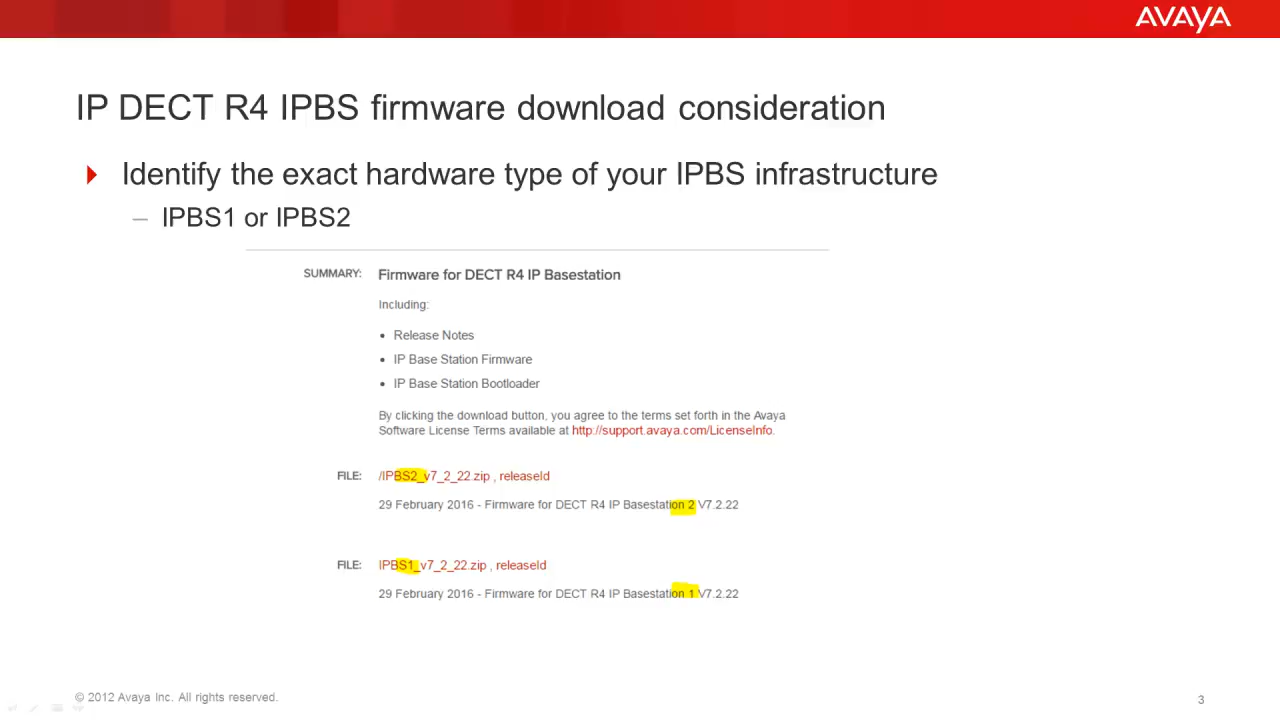 AVAYA
IP DECT R4 IPBS firmware download consideration
Identify the exact hardware type of your IPBS infrastructure
– IPBS1 or IPBS2
SUMMARY: Firmware for DECT R4 IP Basestation
Including:
• Release Notes
• IP Base Station Firmware
• IP Base Station Bootloader
By clicking the download button, you agree to the terms set forth in the Avaya
Software License Terms available at http://support.avaya.com/LicenseInfo.
FILE: /IPBS2_v7_2_22.zip , releaseId
29 February 2016 - Firmware for DECT R4 IP Basestation 2 V7.2.22
FILE: IPBS1_v7_2_22.zip , releaseId
29 February 2016 - Firmware for DECT R4 IP Basestation 1 V7.2.22
© 2012 Avaya Inc. All rights reserved.
3